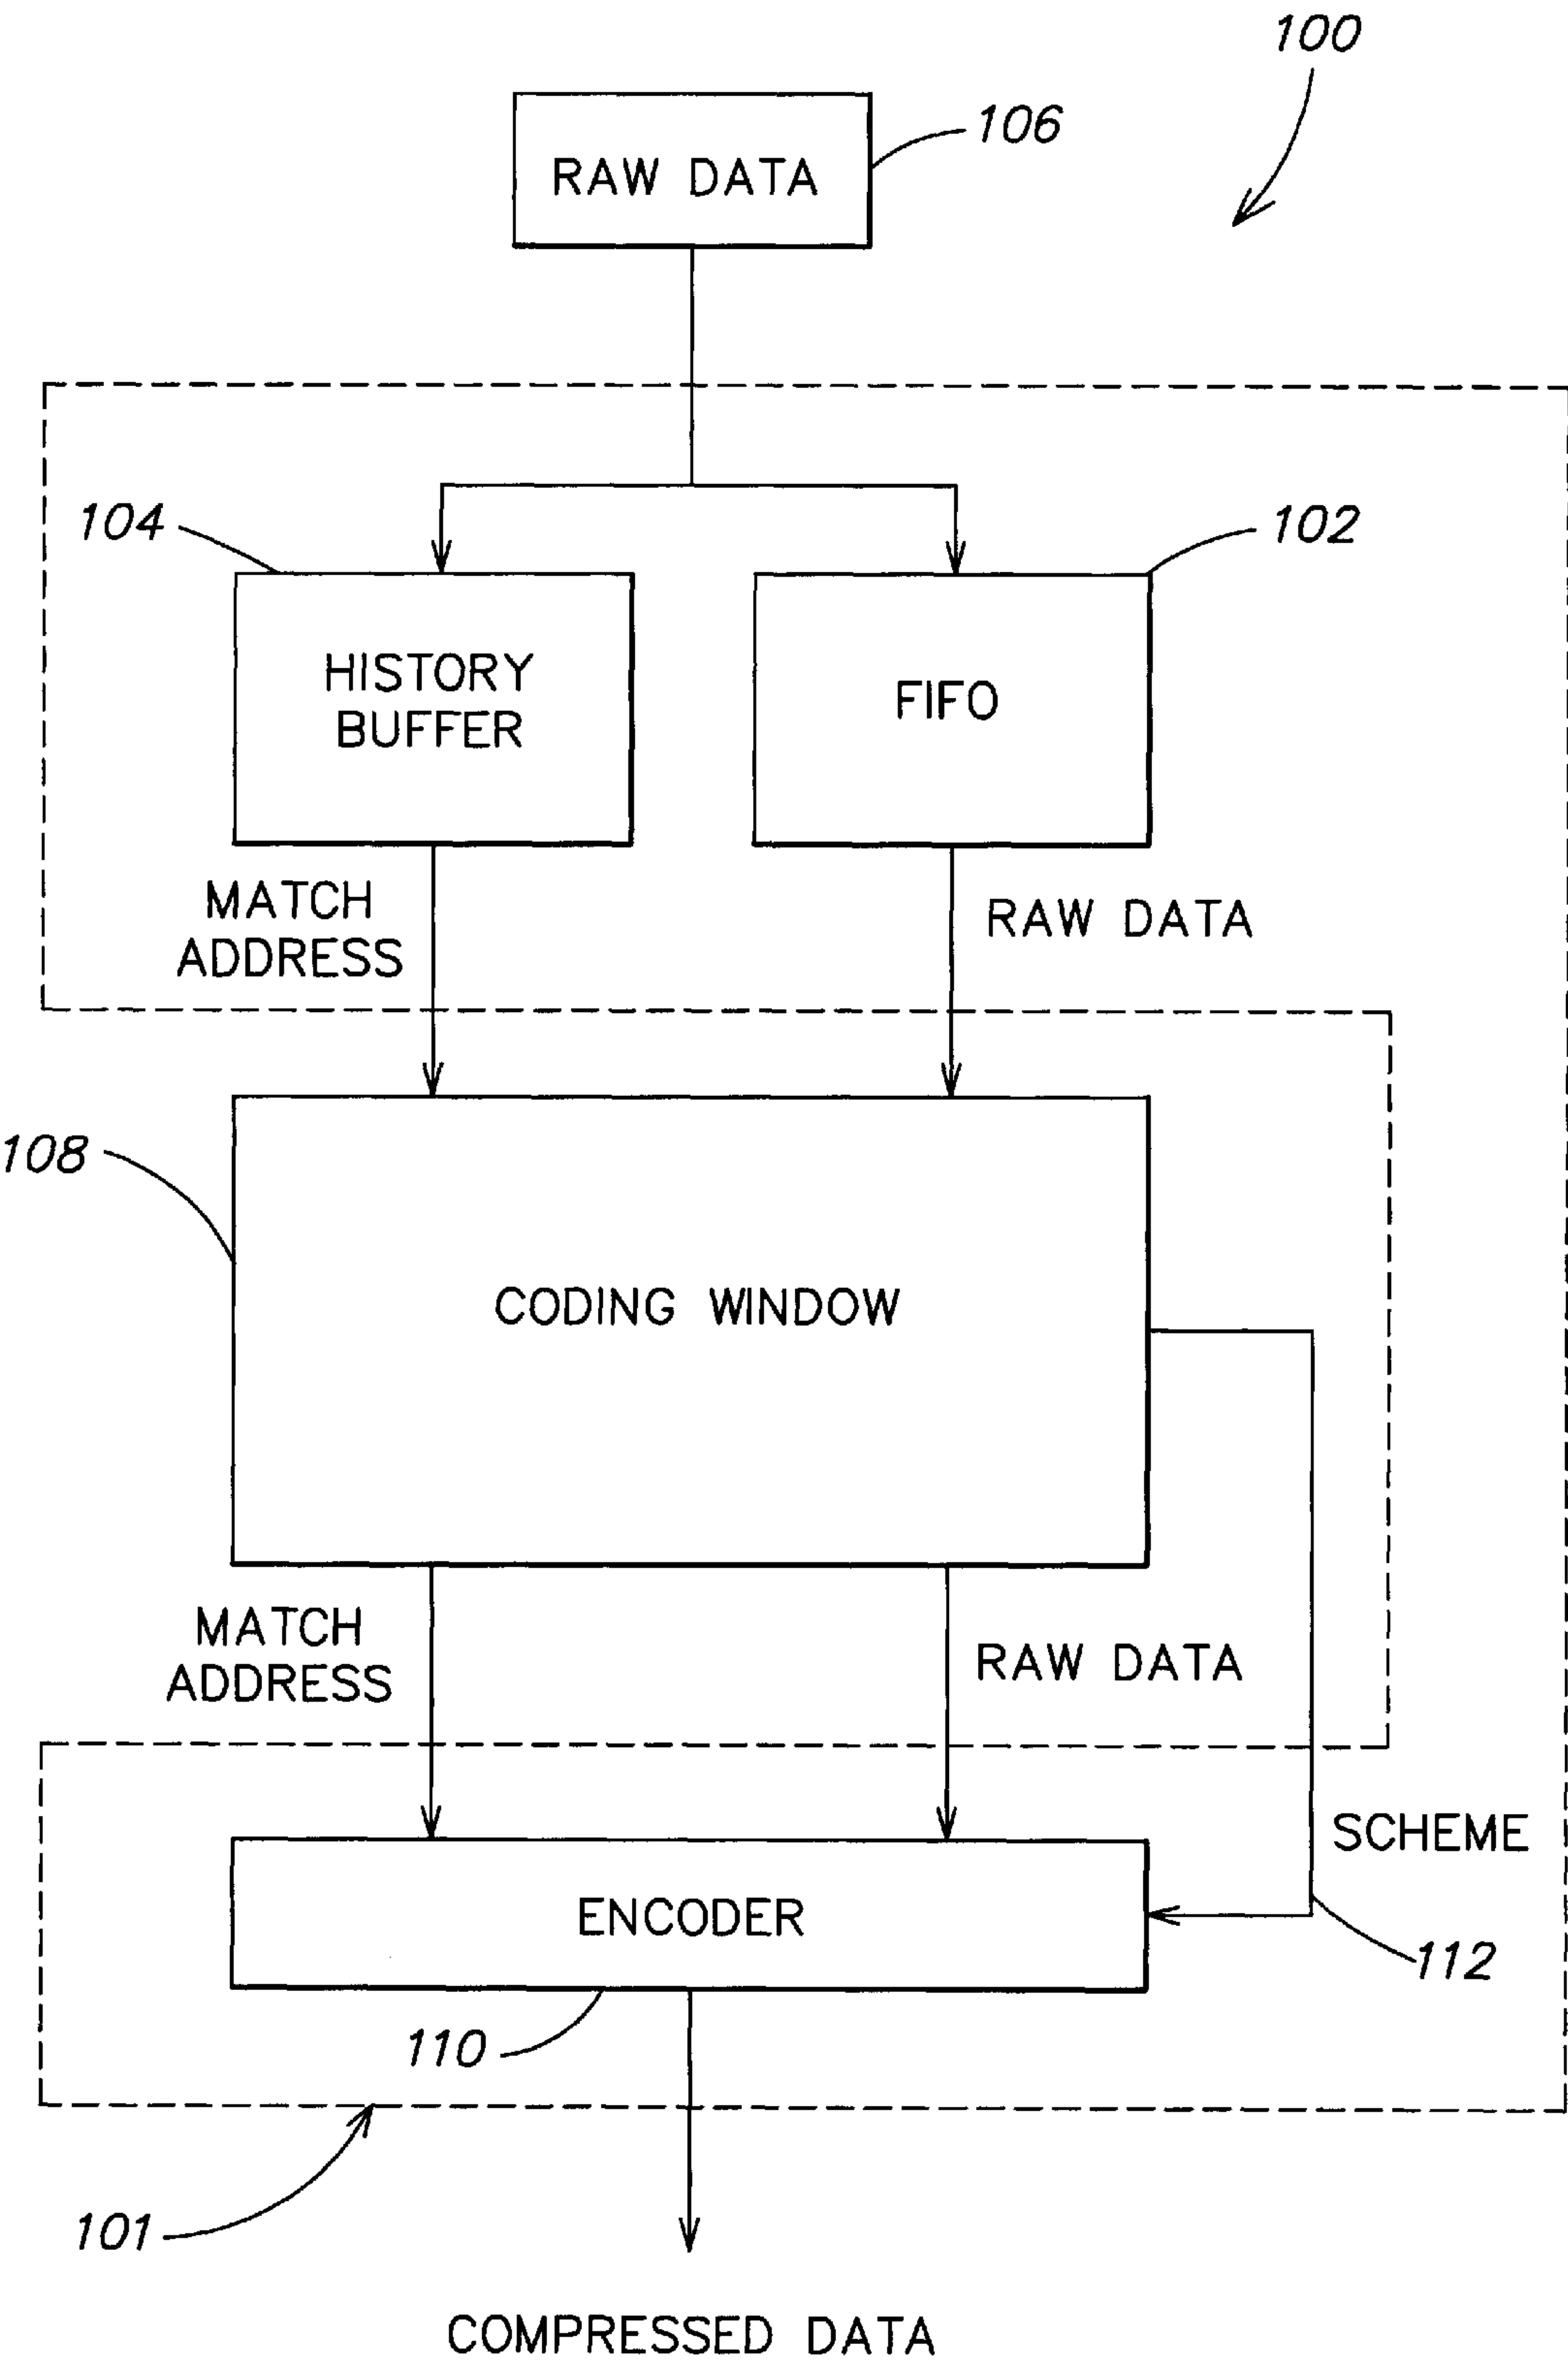 100
106
RAW DATA
104
102
HISTORY
BUFFER
FIFO
MATCH
ADDRESS
RAW DATA
108
CODING WINDOW
MATCH
ADDRESS
RAW DATA
SCHEME
ENCODER
112
110
101
COMPRESSED DATA